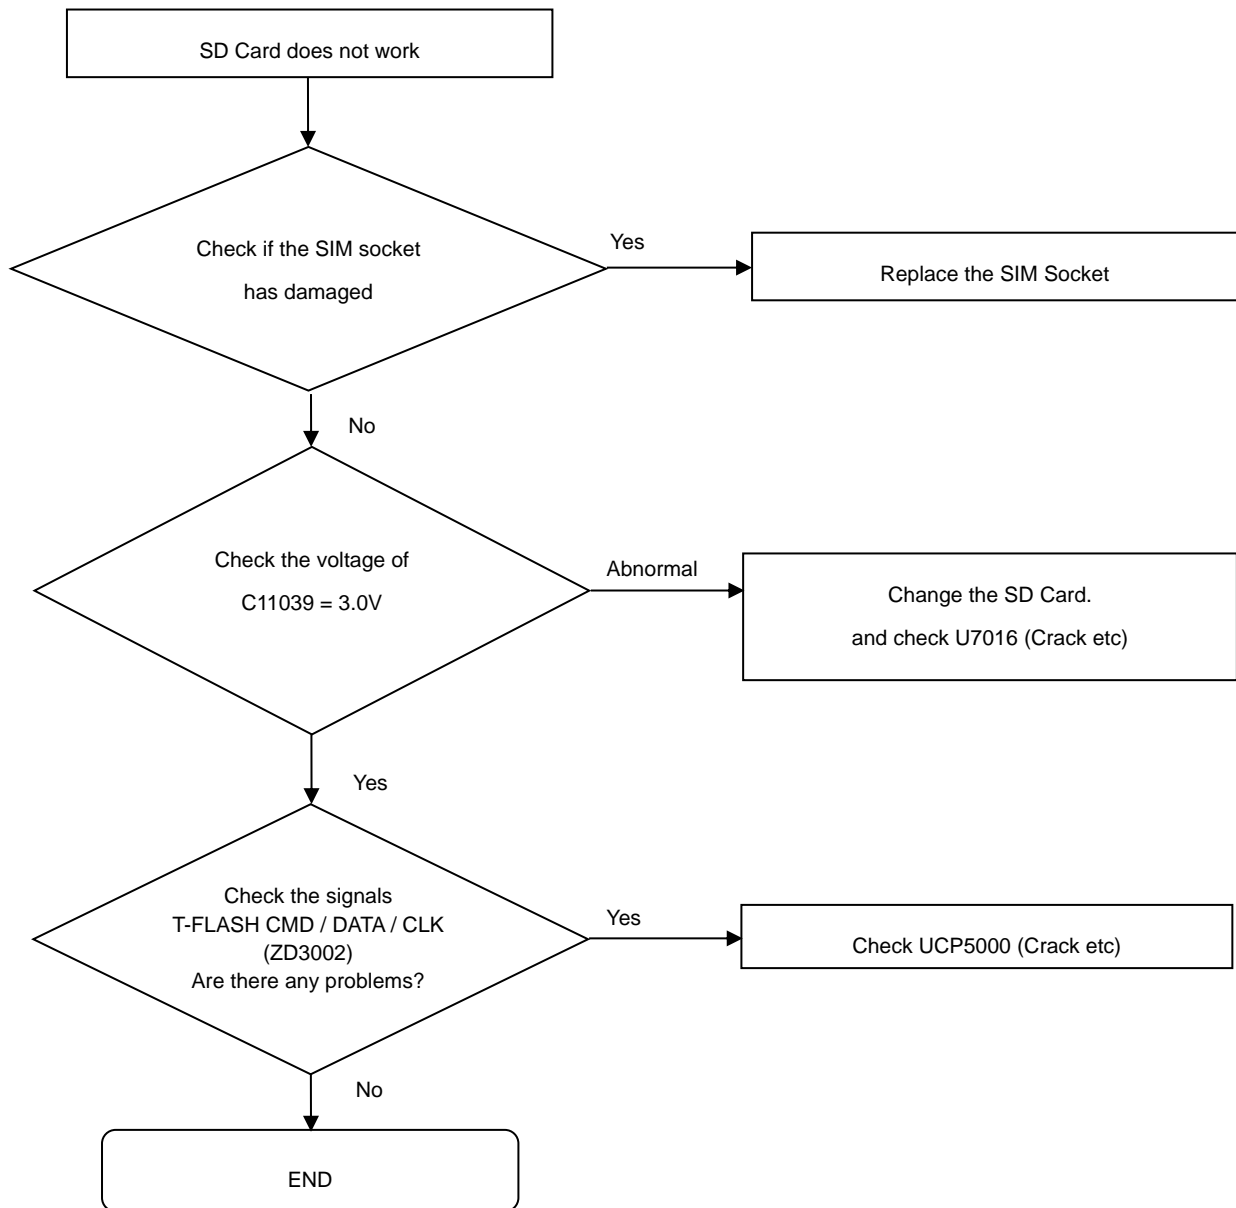 SD Card does not work
Check if the SIM socket
has damaged
Yes
Replace the SIM Socket
No
Check the voltage of
C11039 = 3.0V
Abnormal
Change the SD Card.
and check U7016 (Crack etc)
Yes
Check the signals
T-FLASH CMD / DATA / CLK
(ZD3002)
Are there any problems?
Yes
Check UCP5000 (Crack etc)
No
END